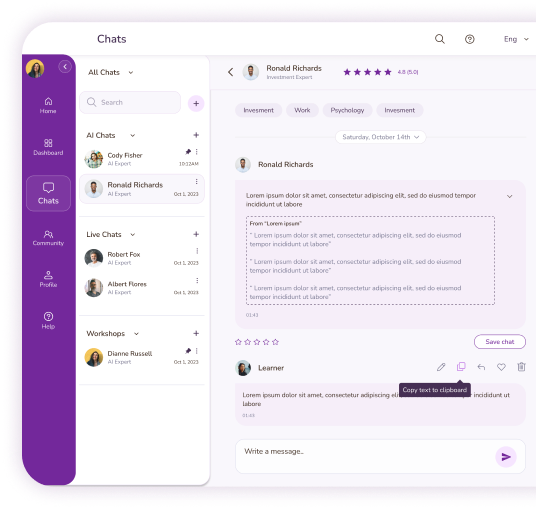 Chats
Eng
All Chats
Ronald Richards
Investment Expert
4.8 (5.0)
Home
Search
Invesment
Work
Psychology
Invesment
AI Chats
Saturday, October 14th
Dashboard
Cody Fisher
AI Expert
10:12AM
Ronald Richards
AI Expert
Oct 1, 2023
Chats
Ronald Richards
Lorem ipsum dolor sit amet, consectetur adipiscing elit, sed do eiusmod tempor
incididunt ut labore
From "Lorem ipsum"
" Lorem ipsum dolor sit amet, consectetur adipiscing elit, sed do eiusmod
tempor incididunt ut labore"
" Lorem ipsum dolor sit amet, consectetur adipiscing elit, sed do eiusmod
tempor incididunt ut labore"
" Lorem ipsum dolor sit amet, consectetur adipiscing elit, sed do eiusmod
tempor incididunt ut labore"
01:43
Community
Live Chats
Robert Fox
AI Expert
Oct 1, 2023
Profile
Albert Flores
AI Expert
Oct 1, 2023
Help
Workshops
Dianne Russell
AI Expert
Oct 1, 2023
Save chat
Learner
Copy text to clipboard
Lorem ipsum dolor sit amet, consectetur adipiscing eli
r incididunt ut
labore
01:43
Write a message..